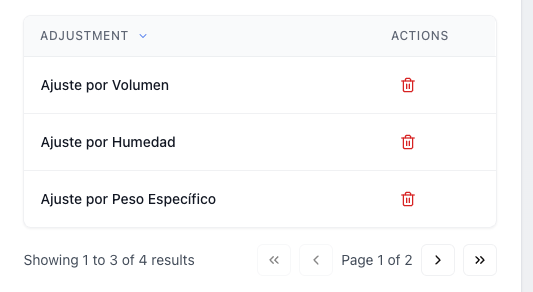 ADJUSTMENT ACTIONS
Ajuste por Volumen
Ajuste por Humedad
Ajuste por Peso Específico
Showing 1 to 3 of 4 results Page 1 of 2